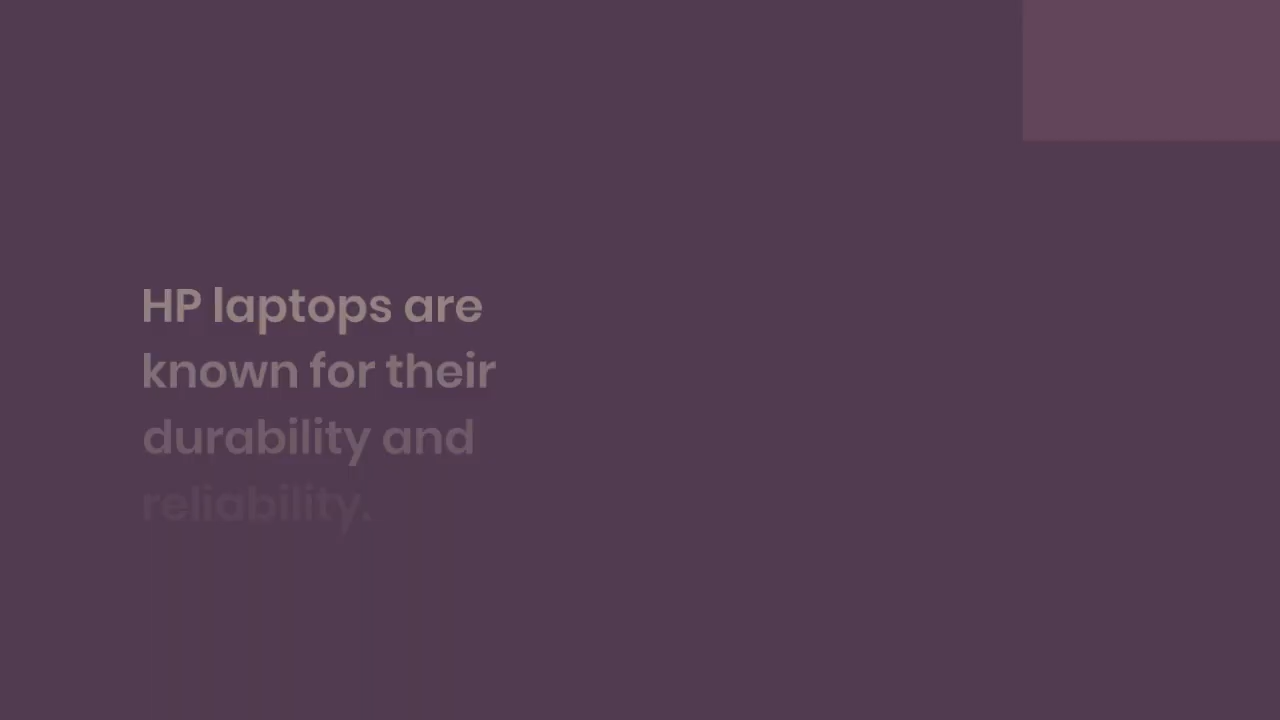 HP laptops are
known for their
durability and
reliability.